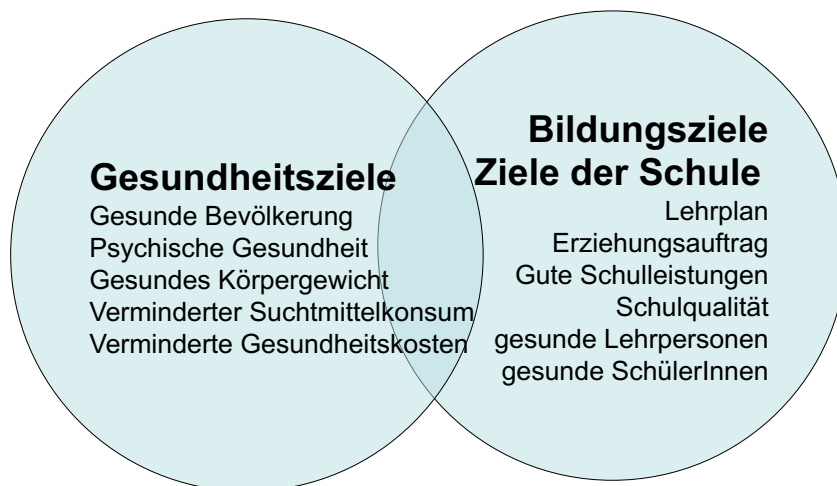 Gesundheitsziele
Gesunde Bevölkerung
Psychische Gesundheit
Gesundes Körpergewicht
Verminderter Suchtmittelkonsum
Verminderte Gesundheitskosten
Bildungsziele
Ziele der Schule
Lehrplan
Erziehungsauftrag
Gute Schulleistungen
Schulqualität
gesunde Lehrpersonen
gesunde SchülerInnen